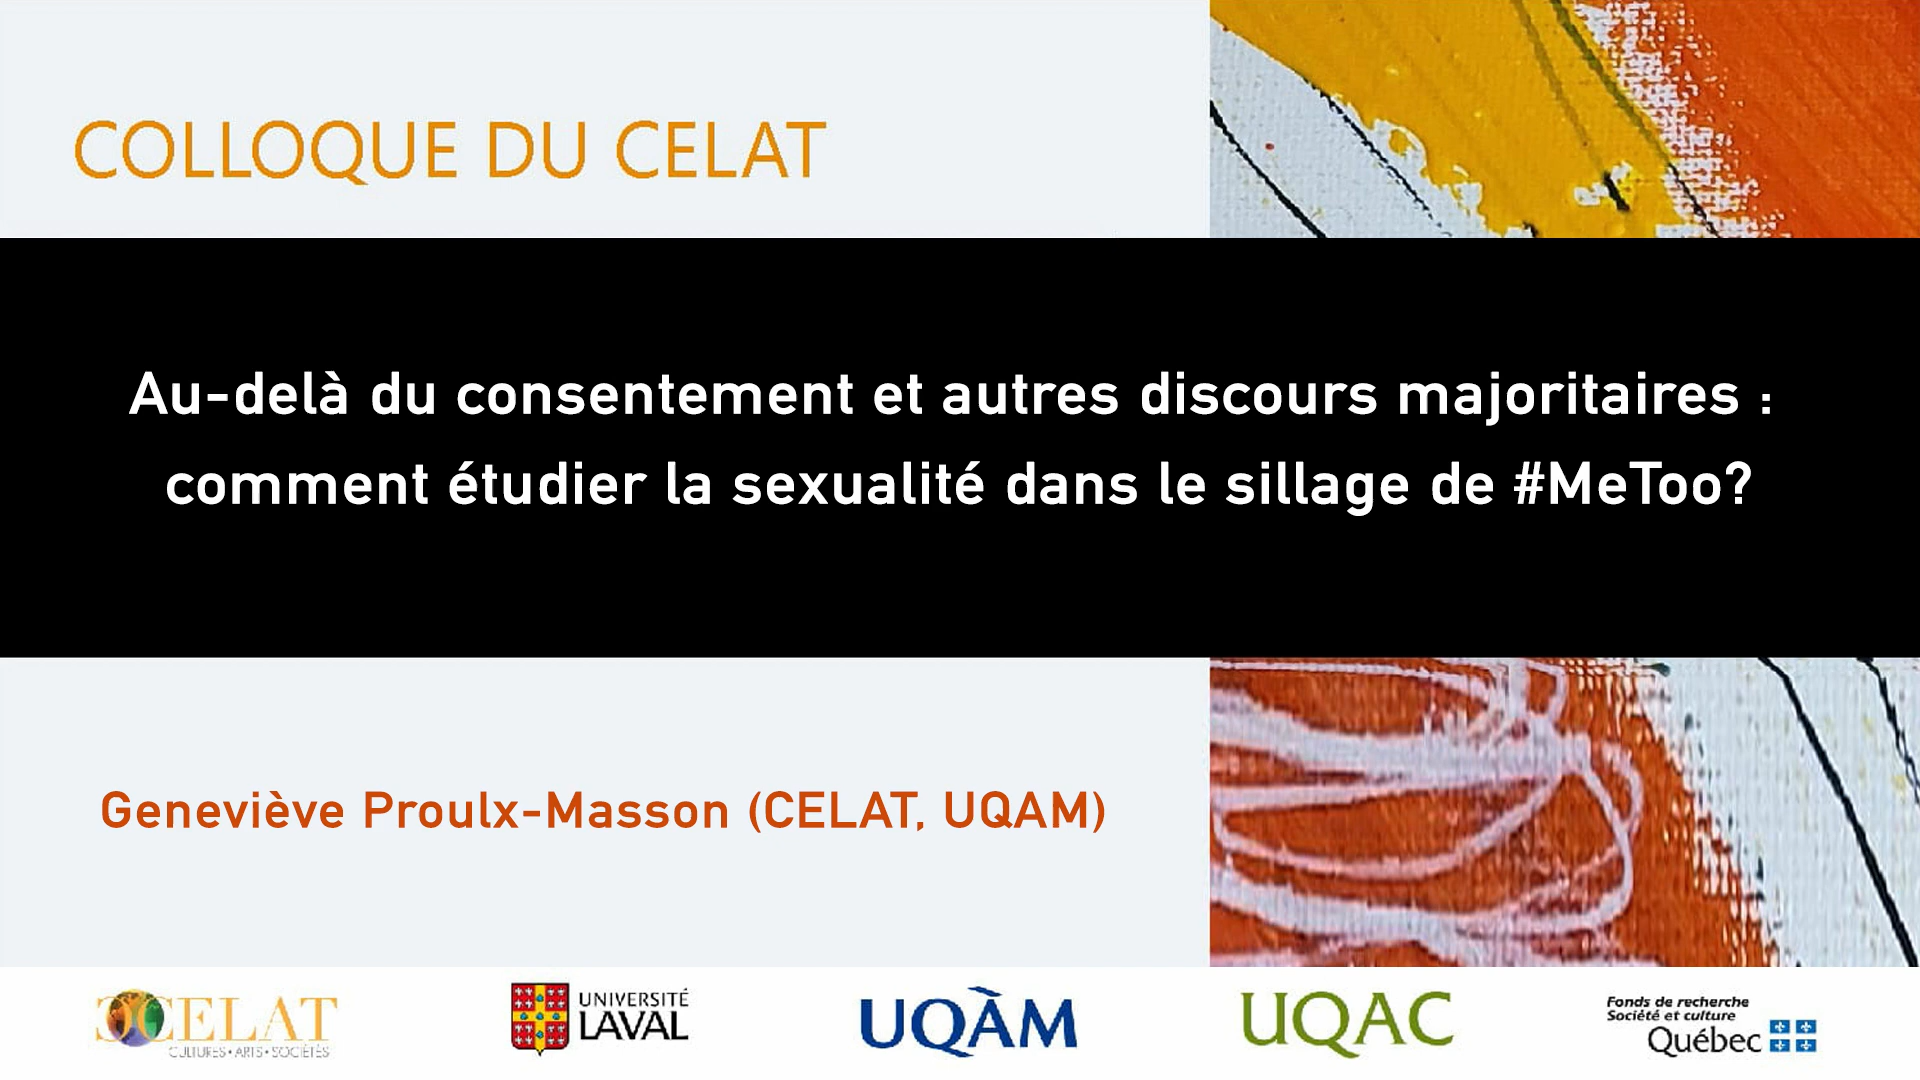 COLLOQUE DU CELAT
Au-delà du consentement et autres discours majoritaires :
comment étudier la sexualité dans le sillage de #MeToo?
Geneviève Proulx-Masson (CELAT, UQAM)
CELAT
CULTURES • ARTS • SOCIÉTÉS
UNIVERSITÉ
LAVAL
UQÀM
UQAC
Fonds de recherche
Société et culture
Québec